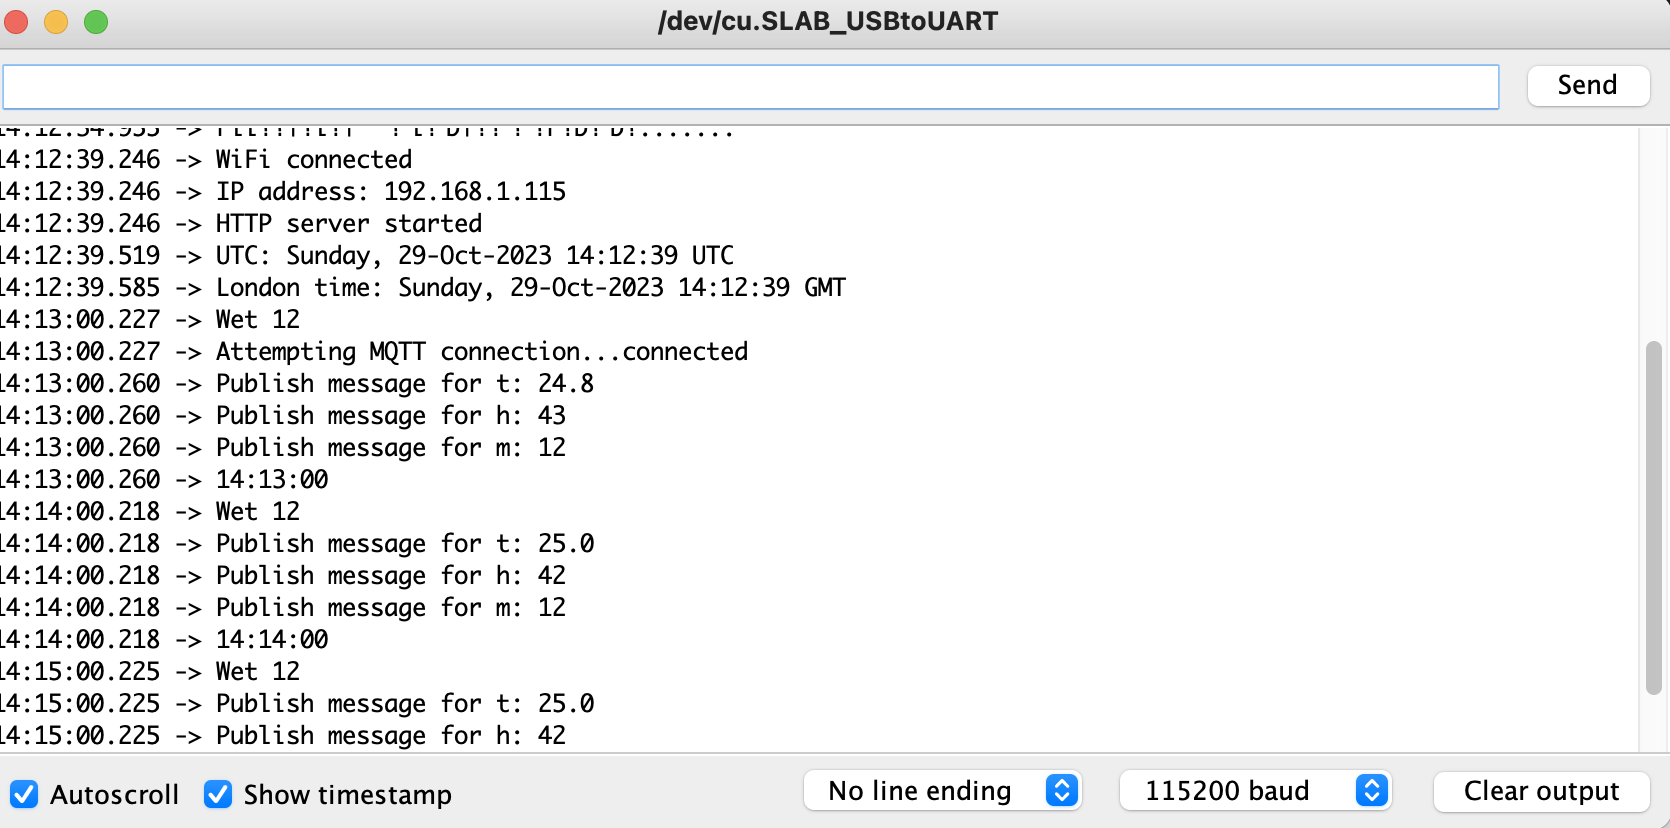 /dev/cu.SLAB_USBtoUART
Send
14:12:39.246 -> WiFi connected
14:12:39.246 -> IP address: 192.168.1.115
14:12:39.246 -> HTTP server started
14:12:39.519 -> UTC: Sunday, 29-Oct-2023 14:12:39 UTC
14:12:39.585 -> London time: Sunday, 29-Oct-2023 14:12:39 GMT
14:13:00.227 -> Wet 12
14:13:00.227 -> Attempting MQTT connection...connected
14:13:00.260 -> Publish message for t: 24.8
14:13:00.260 -> Publish message for h: 43
14:13:00.260 -> Publish message for m: 12
14:13:00.260 -> 14:13:00
14:14:00.218 -> Wet 12
14:14:00.218 -> Publish message for t: 25.0
14:14:00.218 -> Publish message for h: 42
14:14:00.218 -> Publish message for m: 12
14:14:00.218 -> 14:14:00
14:15:00.225 -> Wet 12
14:15:00.225 -> Publish message for t: 25.0
14:15:00.225 -> Publish message for h: 42
Autoscroll Show timestamp No line ending 115200 baud Clear output